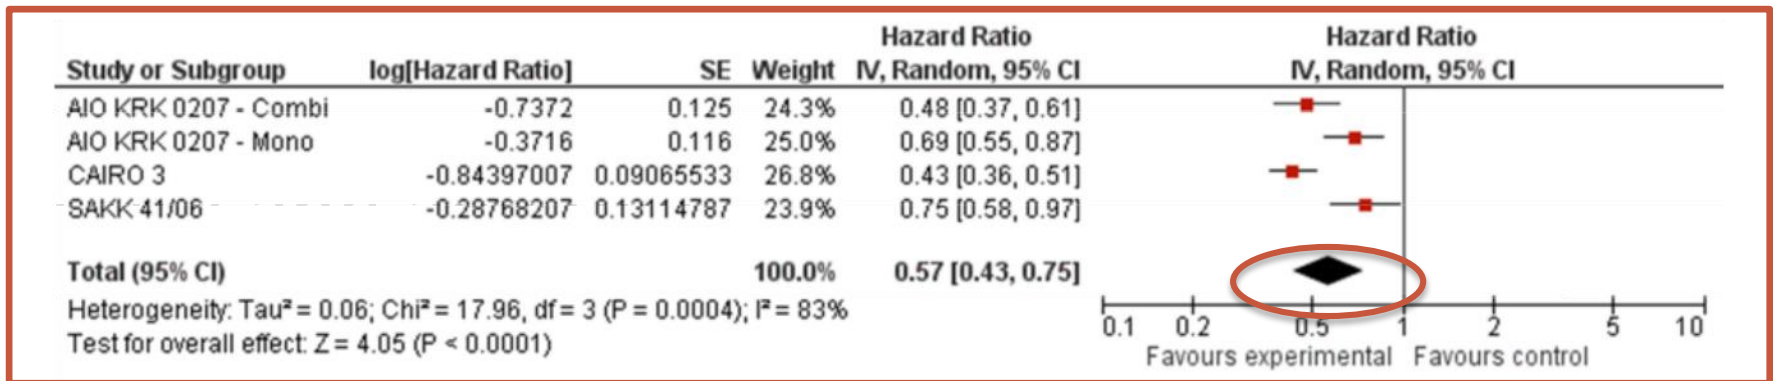 Hazard Ratio Hazard Ratio
Study or Subgroup log[Hazard Ratio] SE Weight IV, Random, 95% CI IV, Random, 95% CI
AIO KRK 0207 - Combi -0.7372 0.125 24.3% 0.48 [0.37, 0.61]
AIO KRK 0207 - Mono -0.3716 0.116 25.0% 0.69 [0.55, 0.87]
CAIRO 3 -0.84397007 0.09065533 26.8% 0.43 [0.36, 0.51]
SAKK 41/06 -0.28768207 0.13114787 23.9% 0.75 [0.58, 0.97]
Total (95% CI) 100.0% 0.57 [0.43, 0.75]
Heterogeneity: Tau² = 0.06; Chi² = 17.96, df = 3 (P = 0.0004); I² = 83%
Test for overall effect: Z = 4.05 (P < 0.0001)
0.1 0.2 0.5 1 2 5 10
Favours experimental Favours control